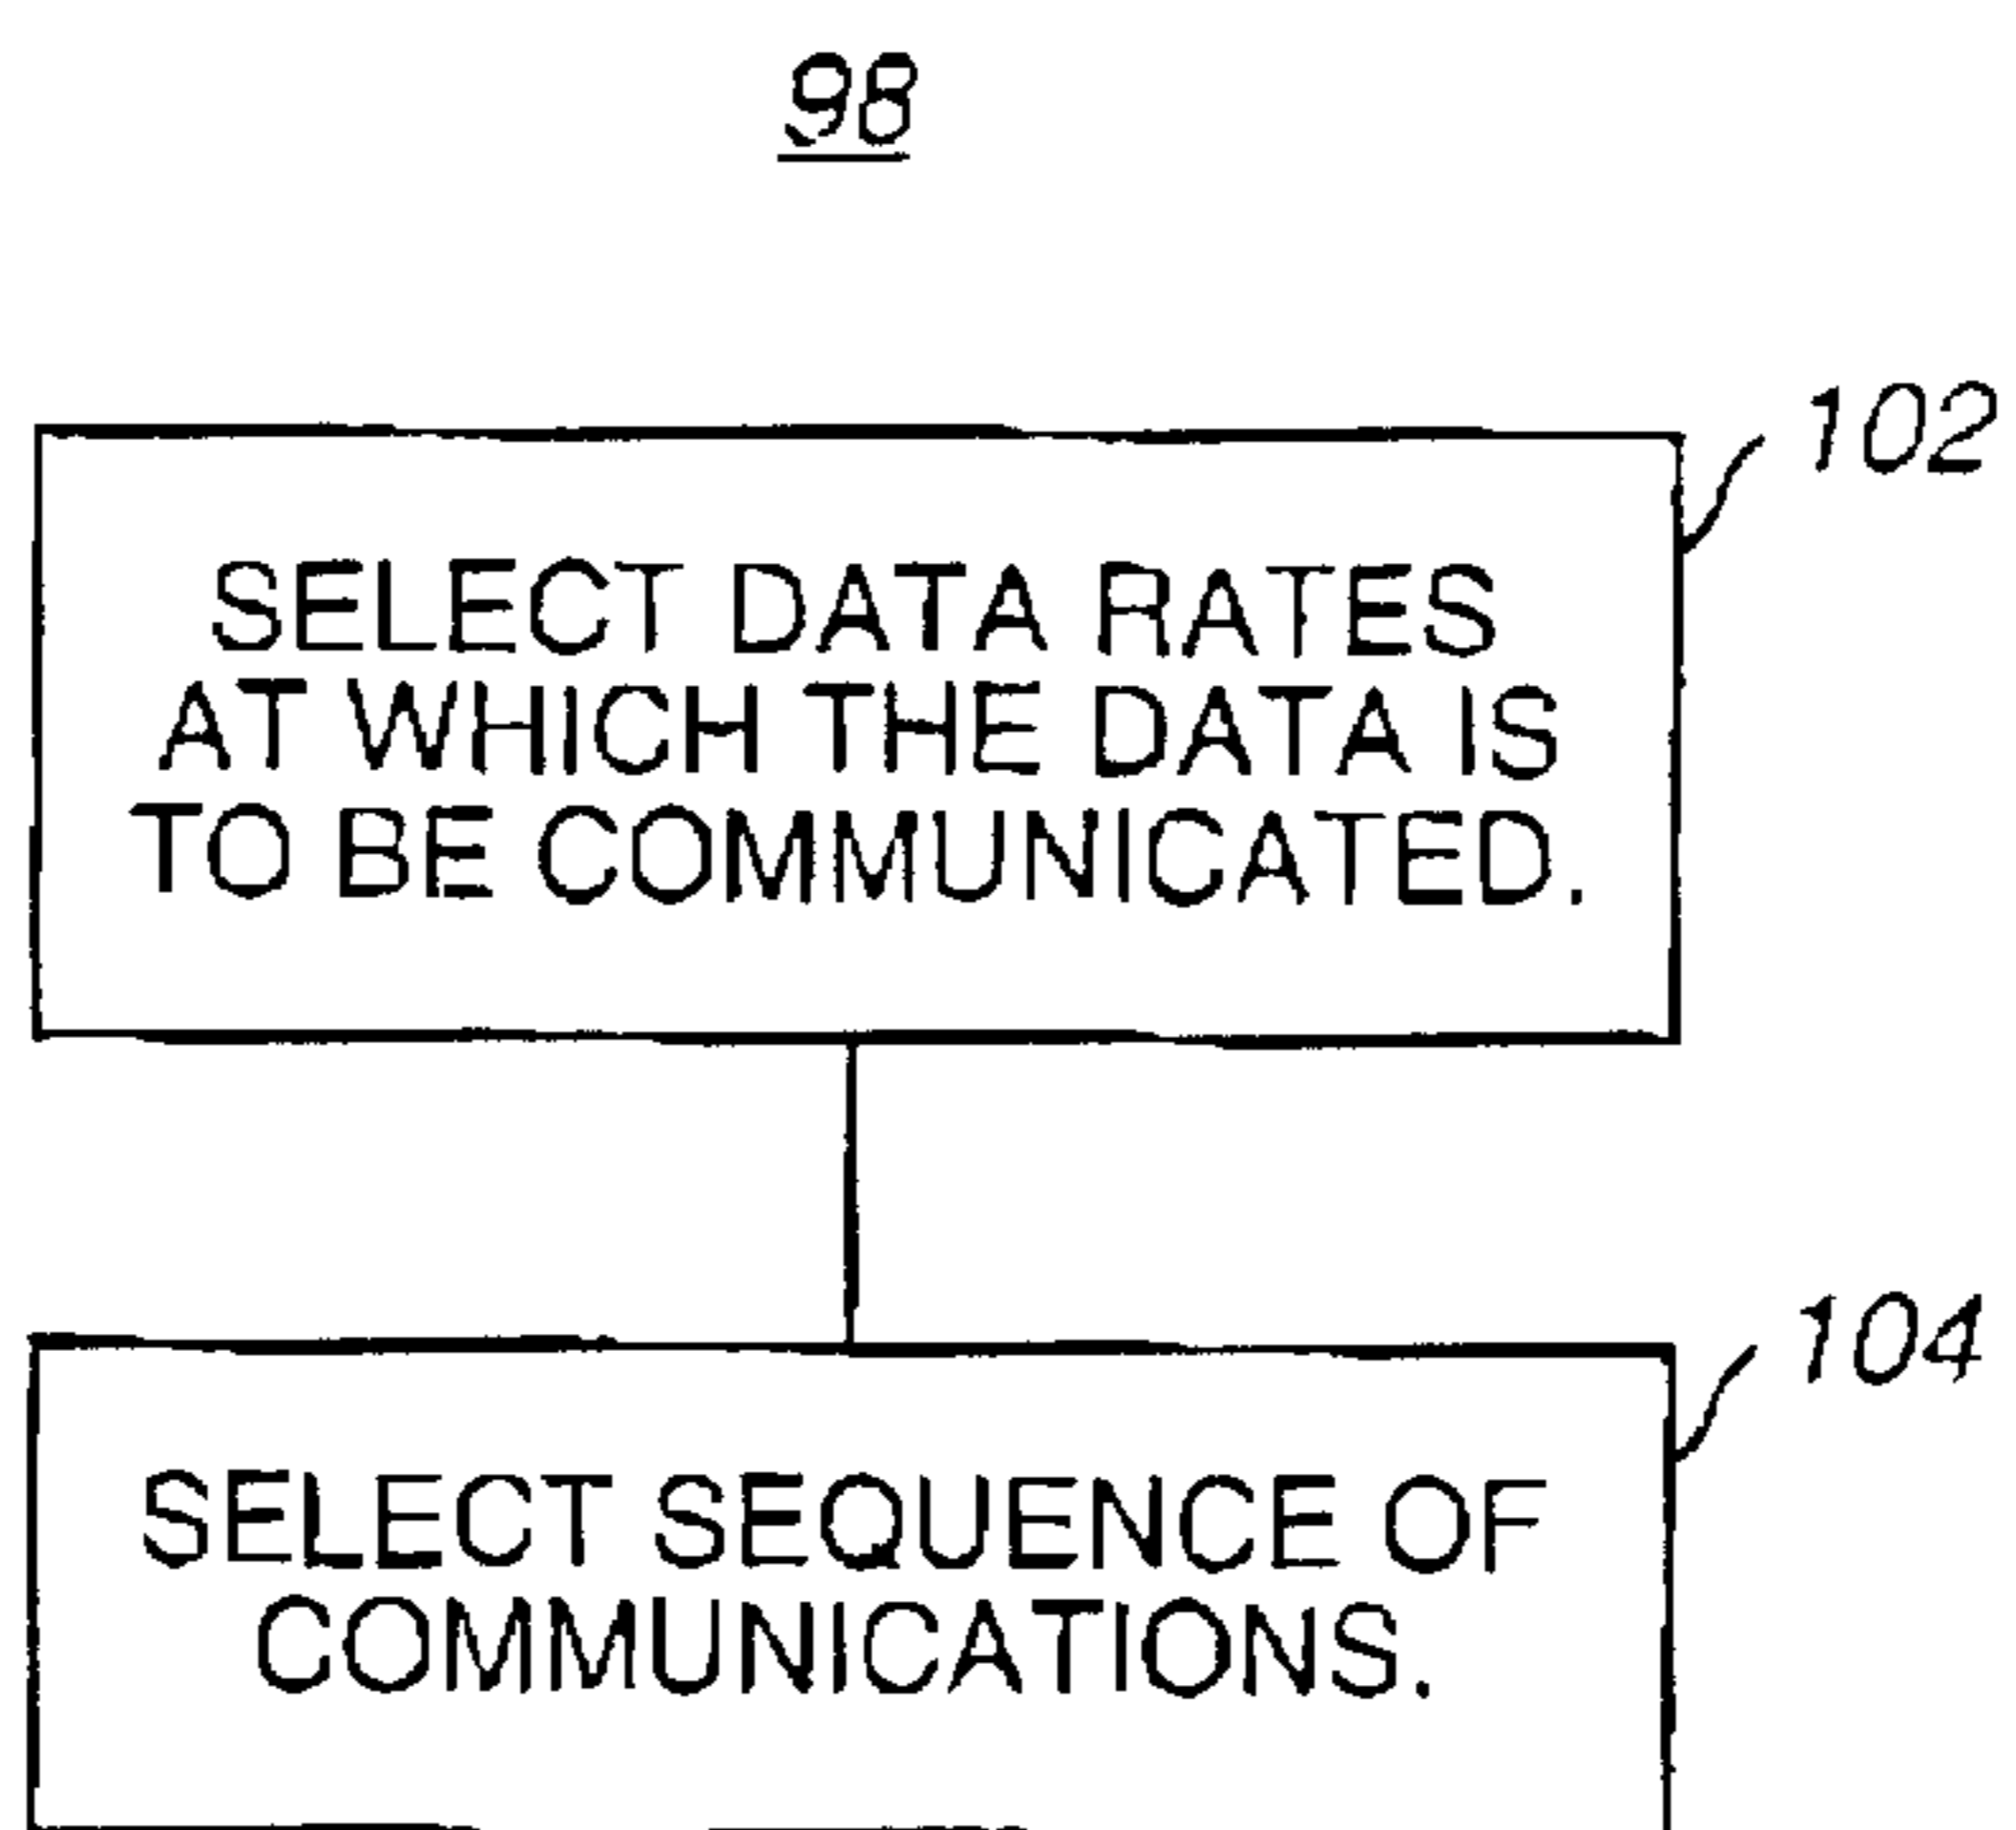 98
102
SELECT DATA RATES
AT WHICH THE DATA IS
TO BE COMMUNICATED.
104
SELECT SEQUENCE OF
COMMUNICATIONS.